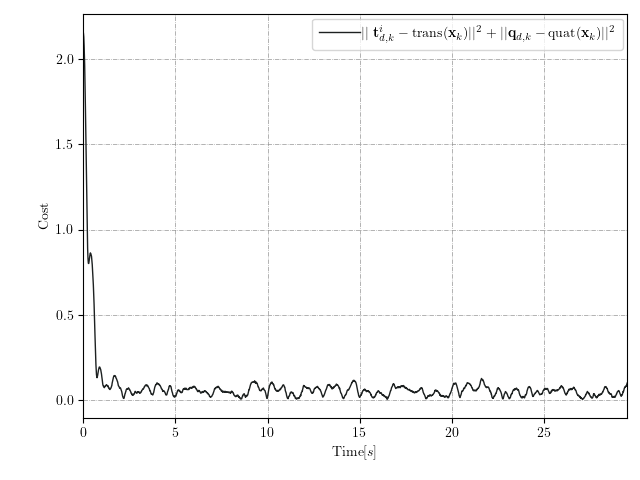 || t^i_{d,k} − trans(x_k)||² + ||q_{d,k} − quat(x_k)||²
2.0
1.5
1.0
0.5
0.0
Cost
0 5 10 15 20 25
Time[s]